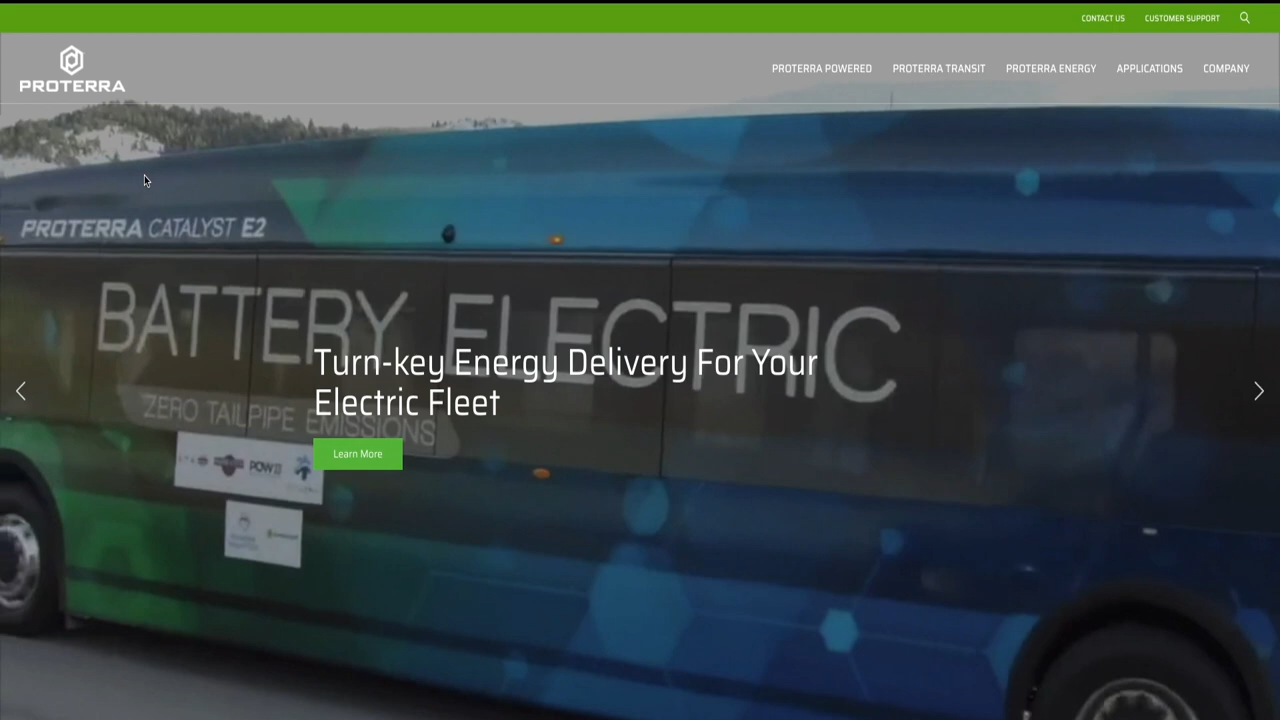 CONTACT US
CUSTOMER SUPPORT
PROTERRA
PROTERRA POWERED
PROTERRA TRANSIT
PROTERRA ENERGY
APPLICATIONS
COMPANY
PROTERRA CATALYST E2
BATTERY ELECTRIC
Turn-key Energy Delivery For Your
Electric Fleet
ZERO TAILPIPE EMISSIONS
Learn More